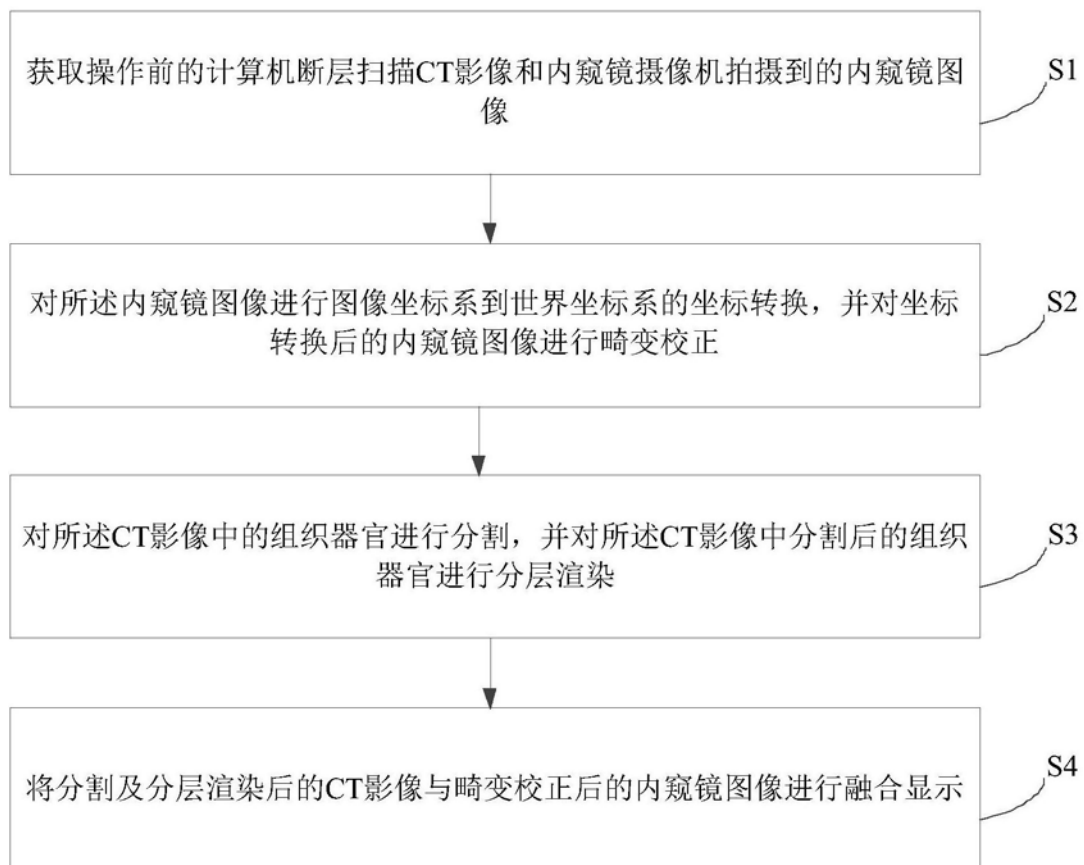 获取操作前的计算机断层扫描CT影像和内窥镜摄像机拍摄到的内窥镜图
像
S1
对所述内窥镜图像进行图像坐标系到世界坐标系的坐标转换，并对坐标
转换后的内窥镜图像进行畸变校正
S2
对所述CT影像中的组织器官进行分割，并对所述CT影像中分割后的组织
器官进行分层渲染
S3
将分割及分层渲染后的CT影像与畸变校正后的内窥镜图像进行融合显示
S4